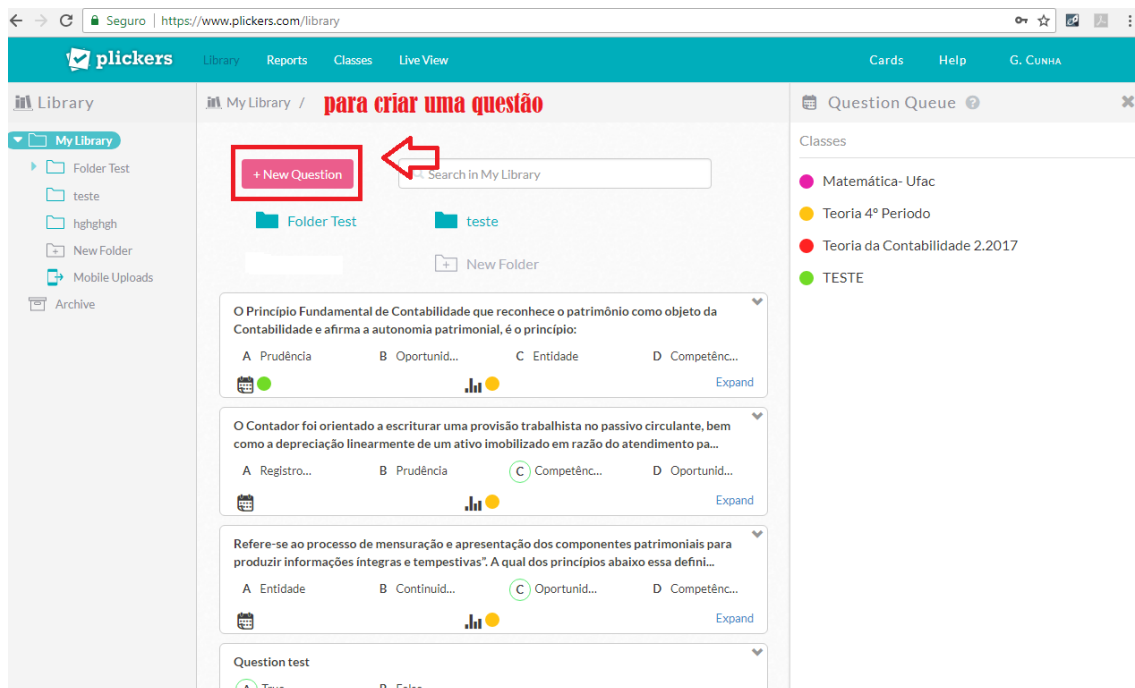 Seguro | https://www.plickers.com/library
plickers
Library Reports Classes Live View
Cards Help G. CUNHA
Library
My Library /
para criar uma questão
Question Queue ?
My Library
Folder Test
teste
hghghgh
New Folder
Mobile Uploads
Archive
+ New Question
Search in My Library
Folder Test
teste
New Folder
O Princípio Fundamental de Contabilidade que reconhece o patrimônio como objeto da
Contabilidade e afirma a autonomia patrimonial, é o princípio:
A Prudência B Oportunid... C Entidade D Competênc...
Expand
O Contador foi orientado a escriturar uma provisão trabalhista no passivo circulante, bem
como a depreciação linearmente de um ativo imobilizado em razão do atendimento pa...
A Registro... B Prudência C Competênc... D Oportunid...
Expand
Refere-se ao processo de mensuração e apresentação dos componentes patrimoniais para
produzir informações íntegras e tempestivas”. A qual dos princípios abaixo essa defini...
A Entidade B Continuid... C Oportunid... D Competênc...
Expand
Question test
A True B False
Classes
Matemática- Ufac
Teoria 4º Periodo
Teoria da Contabilidade 2.2017
TESTE